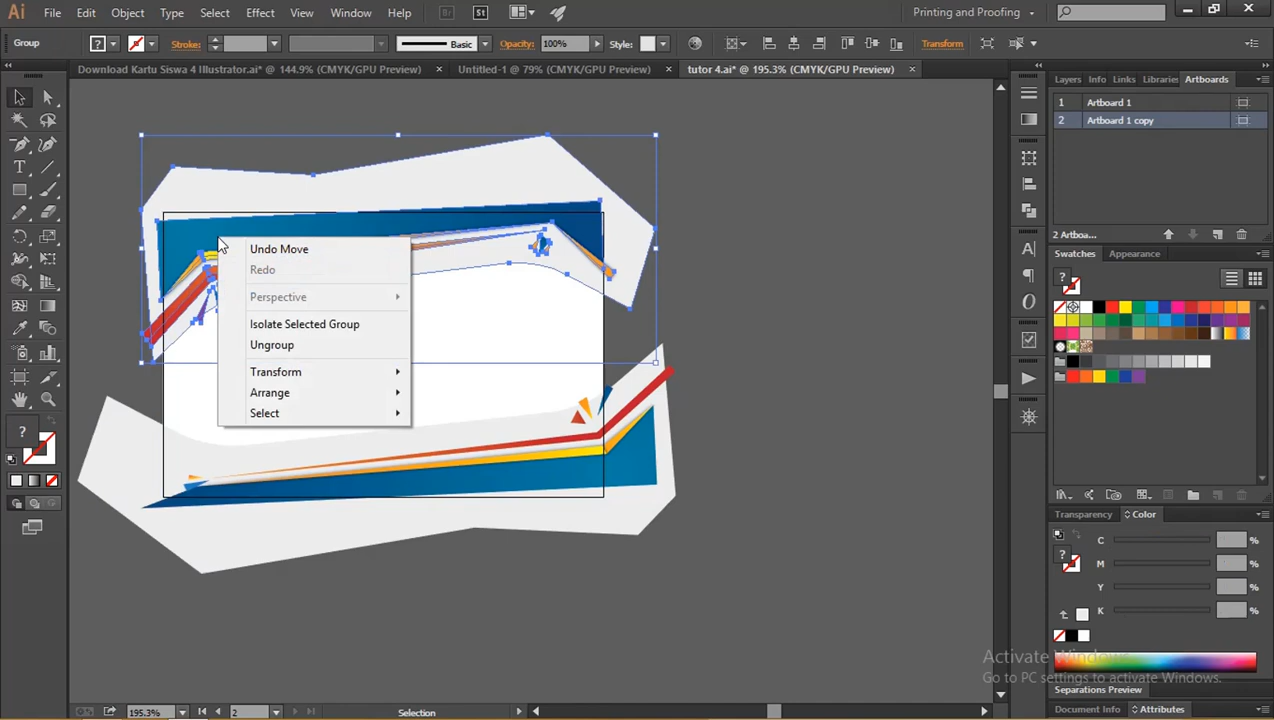 Ai File Edit Object Type Select Effect View Window Help Br St Printing and Proofing
Group ? Stroke: Basic Opacity: 100% Style: Transform
Download Kartu Siswa 4 Illustrator.ai* @ 144.9% (CMYK/GPU Preview) Untitled-1 @ 79% (CMYK/GPU Preview) tutor 4.ai* @ 195.3% (CMYK/GPU Preview)
Layers Info Links Libraries Artboards
1 Artboard 1
2 Artboard 1 copy
2 Artboa...
Swatches Appearance
?
Undo Move
Redo
Perspective
Isolate Selected Group
Ungroup
Transform
Arrange
Select
?
Transparency Color
?
C %
M %
Y %
K %
Activate Windows
Go to PC settings to activate Windows.
Separations Preview
Document Info Attributes
195.3% 2 Selection